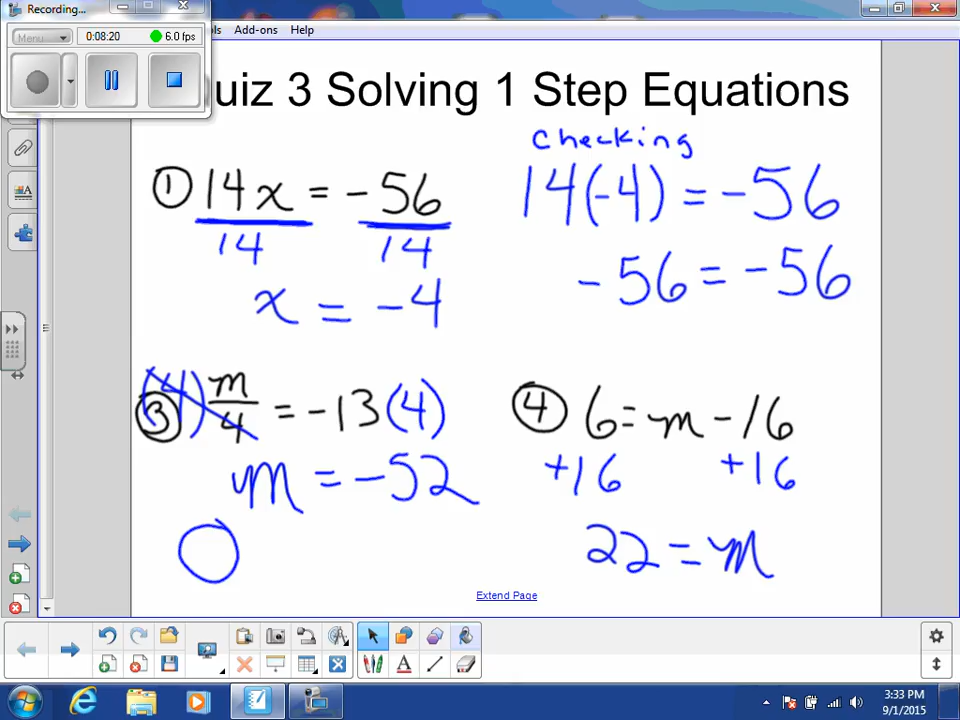 Recording...
Menu
0:08:20
6.0 fps
ols Add-ons Help
uiz 3 Solving 1 Step Equations
① 14x = -56
14 14
x = -4
checking
14(-4) = -56
-56 = -56
③ (4) m/4 = -13(4)
m = -52
④ 6 = m - 16
+16 +16
22 = m
Extend Page
A
3:33 PM
9/1/2015